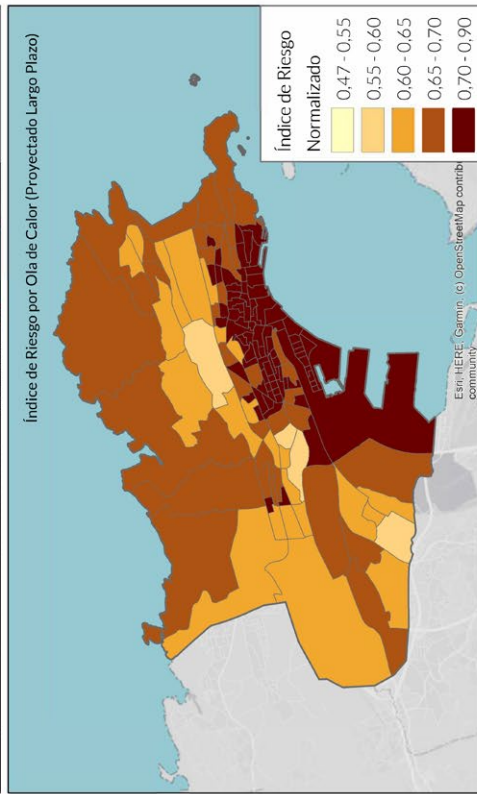 Índice de Riesgo por Ola de Calor (Proyectado Largo Plazo)
Índice de Riesgo
Normalizado
0,47 - 0,55
0,55 - 0,60
0,60 - 0,65
0,65 - 0,70
0,70 - 0,90
Esri, HERE, Garmin, (c) OpenStreetMap contrib
community